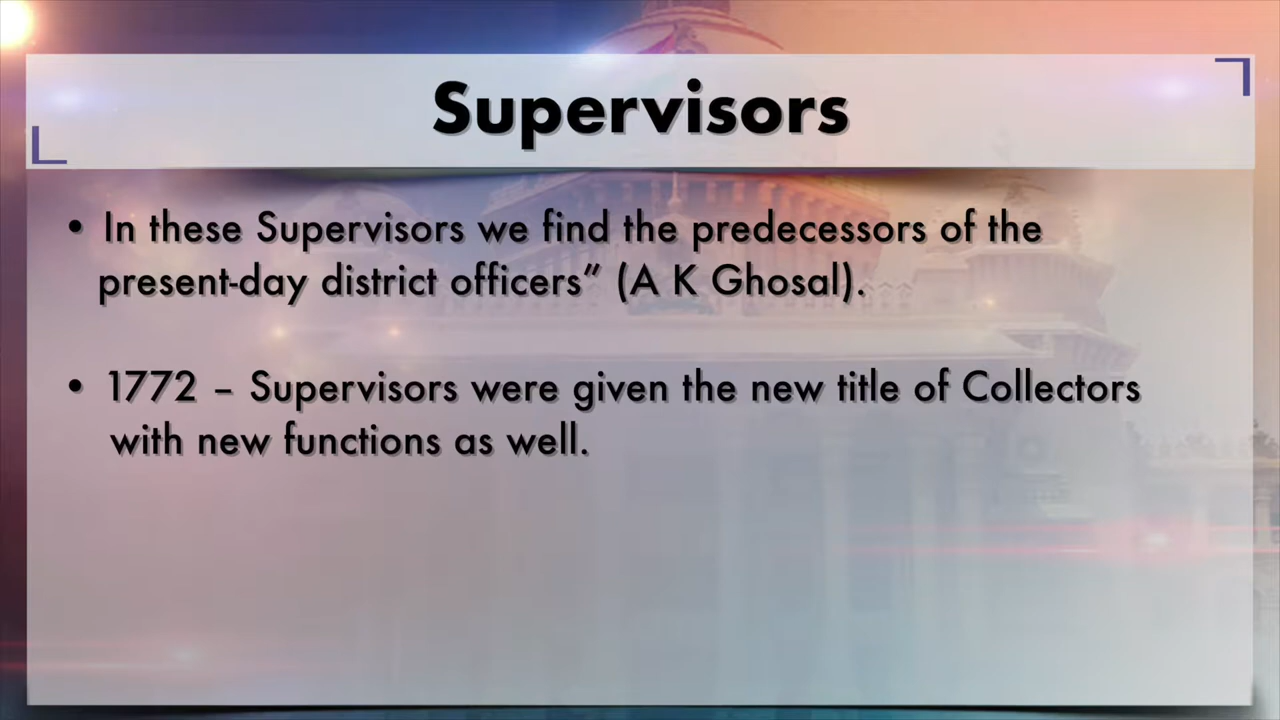 Supervisors
• In these Supervisors we find the predecessors of the
present-day district officers” (A K Ghosal).
• 1772 – Supervisors were given the new title of Collectors
with new functions as well.